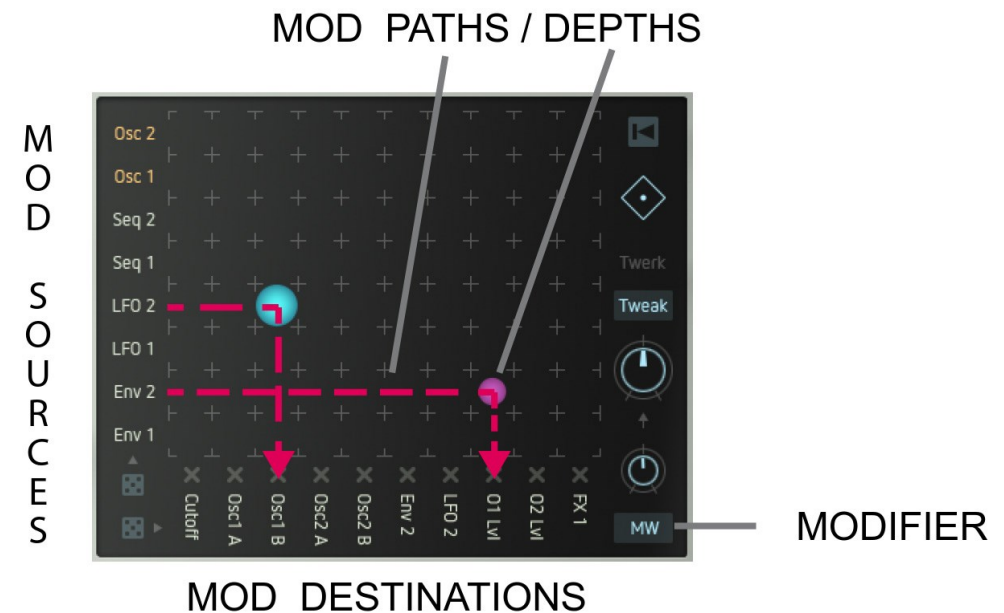 MOD PATHS / DEPTHS
MOD SOURCES
Osc 2
Osc 1
Seq 2
Seq 1
Twerk
LFO 2
Tweak
LFO 1
Env 2
Env 1
Cutoff
Osc1 A
Osc1 B
Osc2 A
Osc2 B
Env 2
LFO 2
O1 Lvl
O2 Lvl
FX 1
MW
MODIFIER
MOD DESTINATIONS